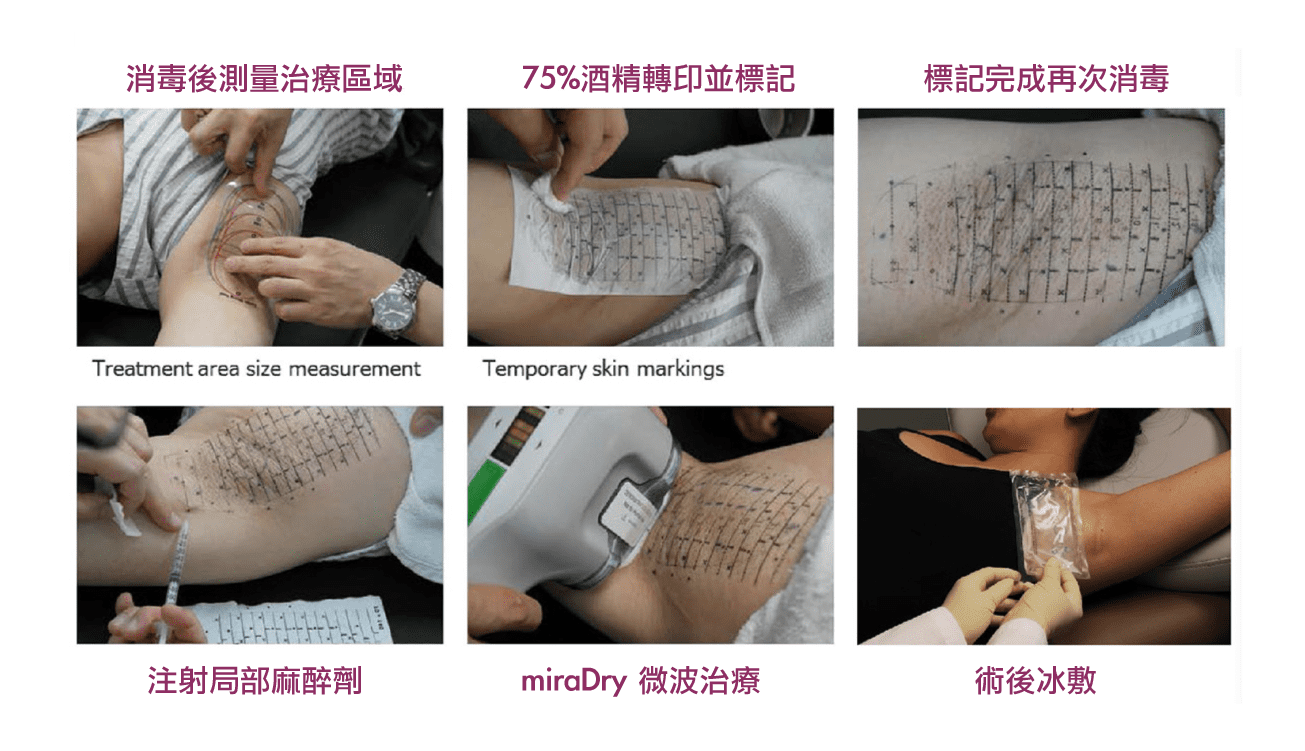 消毒後測量治療區域
75%酒精轉印並標記
標記完成再次消毒
Treatment area size measurement
Temporary skin markings
注射局部麻醉劑
miraDry 微波治療
術後冰敷